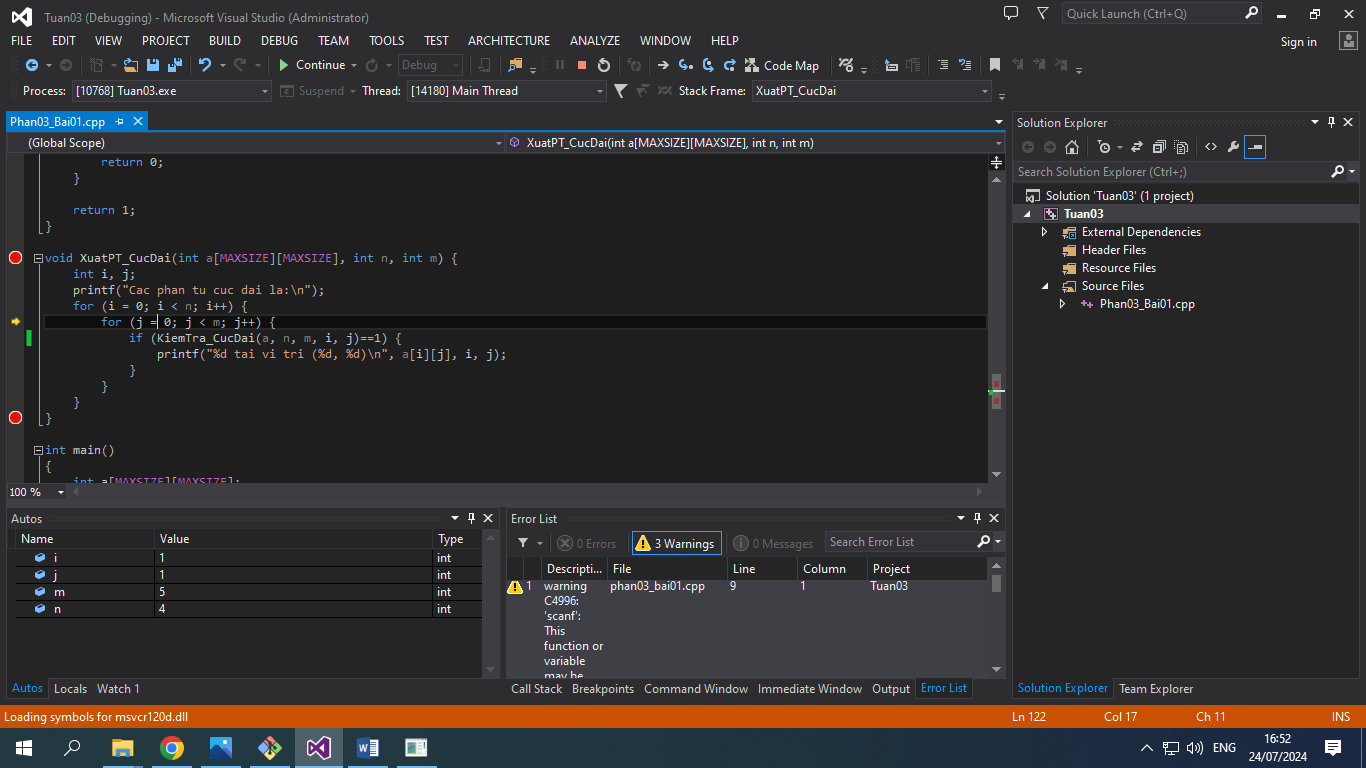 Tuan03 (Debugging) - Microsoft Visual Studio (Administrator)
Quick Launch (Ctrl+Q)
FILE EDIT VIEW PROJECT BUILD DEBUG TEAM TOOLS TEST ARCHITECTURE ANALYZE WINDOW HELP
Sign in
Continue Debug Code Map
Process: [10768] Tuan03.exe Suspend Thread: [14180] Main Thread Stack Frame: XuatPT_CucDai
Phan03_Bai01.cpp
(Global Scope) XuatPT_CucDai(int a[MAXSIZE][MAXSIZE], int n, int m)
return 0;
}
return 1;
}
void XuatPT_CucDai(int a[MAXSIZE][MAXSIZE], int n, int m) {
int i, j;
printf("Cac phan tu cuc dai la:\n");
for (i = 0; i < n; i++) {
for (j = 0; j < m; j++) {
if (KiemTra_CucDai(a, n, m, i, j)==1) {
printf("%d tai vi tri (%d, %d)\n", a[i][j], i, j);
}
}
}
}
int main()
{
int a[MAXSIZE][MAXSIZE];
100 %
Autos
Name Value Type
i 1 int
j 1 int
m 5 int
n 4 int
Autos Locals Watch 1
Error List
0 Errors 3 Warnings 0 Messages Search Error List
Descripti... File Line Column Project
1 warning phan03_bai01.cpp 9 1 Tuan03
C4996:
'scanf':
This
function or
variable
may be
Call Stack Breakpoints Command Window Immediate Window Output Error List
Solution Explorer
Search Solution Explorer (Ctrl+;)
Solution 'Tuan03' (1 project)
Tuan03
External Dependencies
Header Files
Resource Files
Source Files
Phan03_Bai01.cpp
Solution Explorer Team Explorer
Loading symbols for msvcr120d.dll Ln 122 Col 17 Ch 11 INS
ENG
16:52
24/07/2024